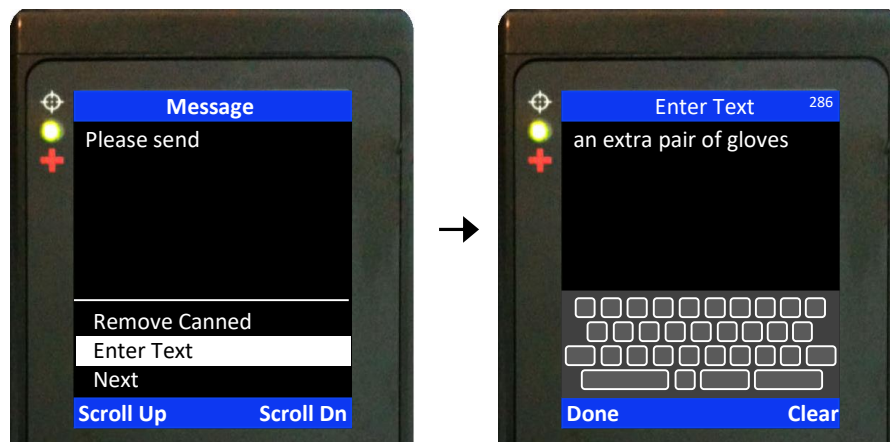 Message
Please send
Remove Canned
Enter Text
Next
Scroll Up Scroll Dn
Enter Text 286
an extra pair of gloves
Done Clear